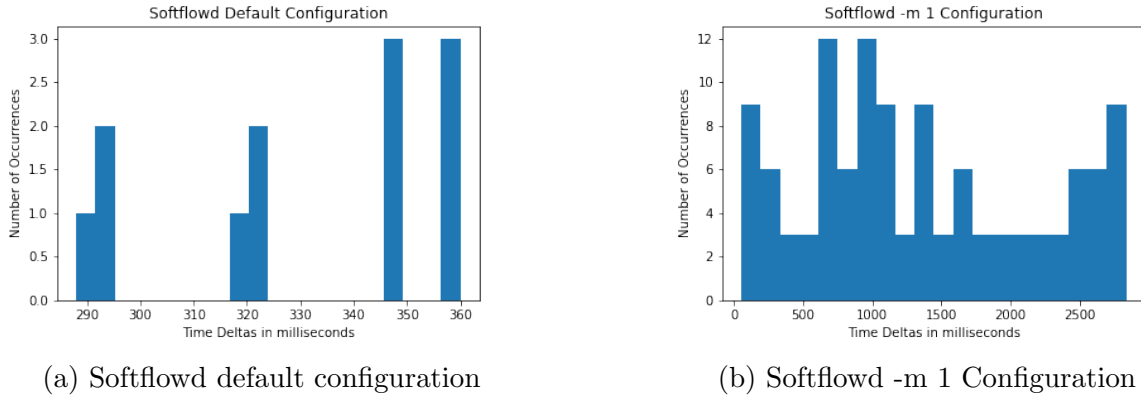 Softflowd Default Configuration
3.0
2.5
2.0
1.5
1.0
0.5
0.0
Number of Occurrences
290 300 310 320 330 340 350 360
Time Deltas in milliseconds
(a) Softflowd default configuration
Softflowd -m 1 Configuration
12
10
8
6
4
2
0
Number of Occurrences
0 500 1000 1500 2000 2500
Time Deltas in milliseconds
(b) Softflowd -m 1 Configuration